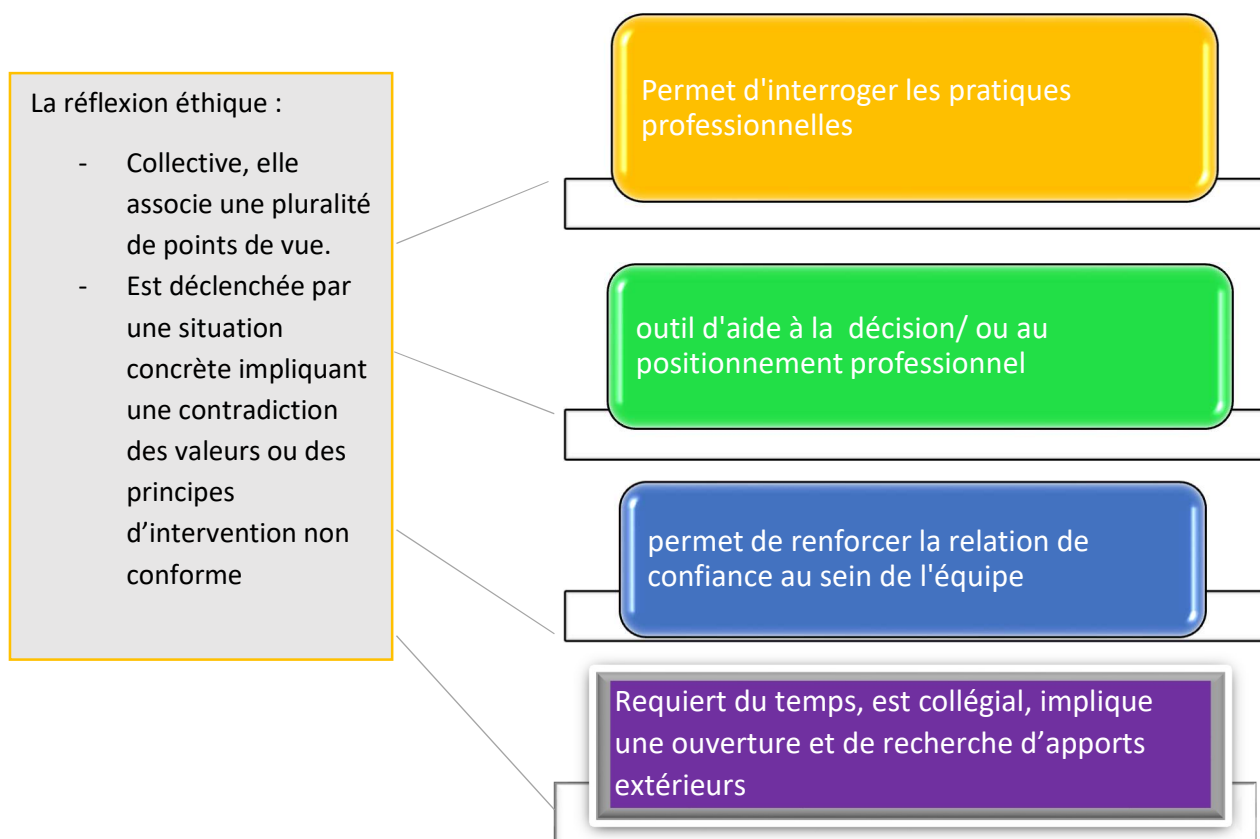 La réflexion éthique :
- Collective, elle
associe une pluralité
de points de vue.
- Est déclenchée par
une situation
concrète impliquant
une contradiction
des valeurs ou des
principes
d’intervention non
conforme
Permet d'interroger les pratiques
professionnelles
outil d'aide à la décision/ ou au
positionnement professionnel
permet de renforcer la relation de
confiance au sein de l'équipe
Requiert du temps, est collégial, implique
une ouverture et de recherche d’apports
extérieurs